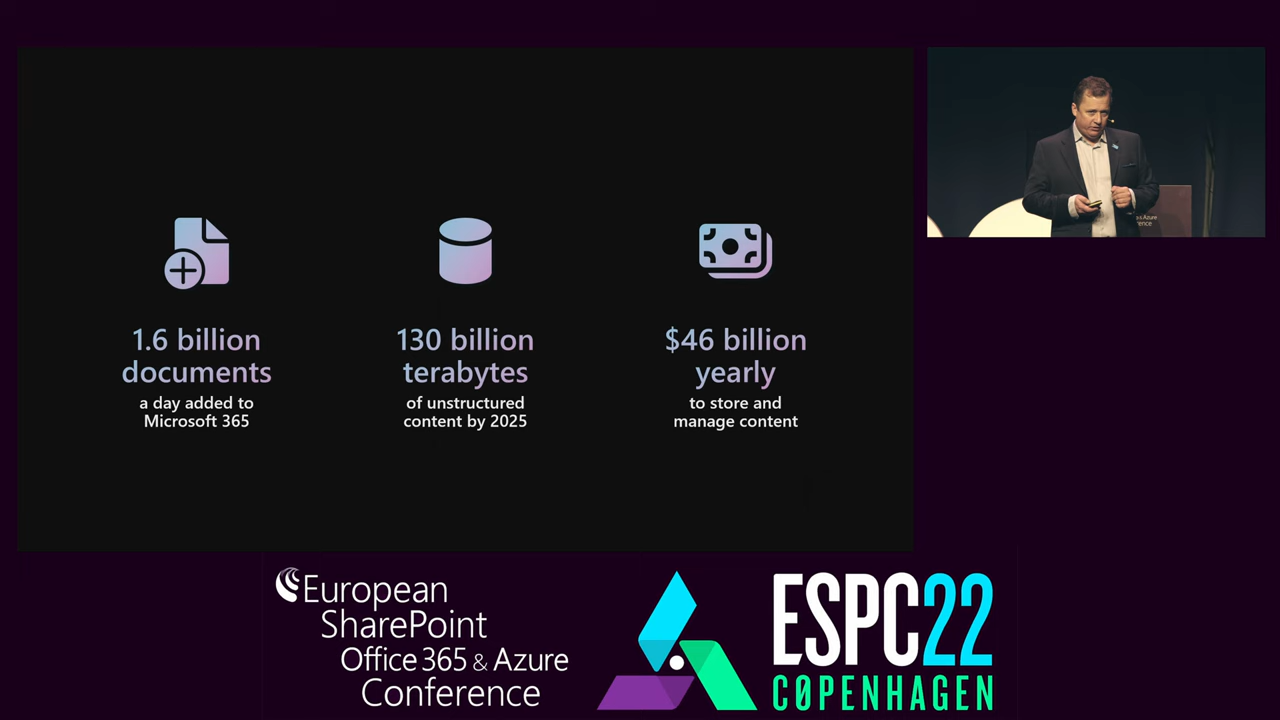 1.6 billion
documents
a day added to
Microsoft 365
130 billion
terabytes
of unstructured
content by 2025
$46 billion
yearly
to store and
manage content
Azure
European
SharePoint
Office 365 & Azure
Conference
ESPC22
CØPENHAGEN